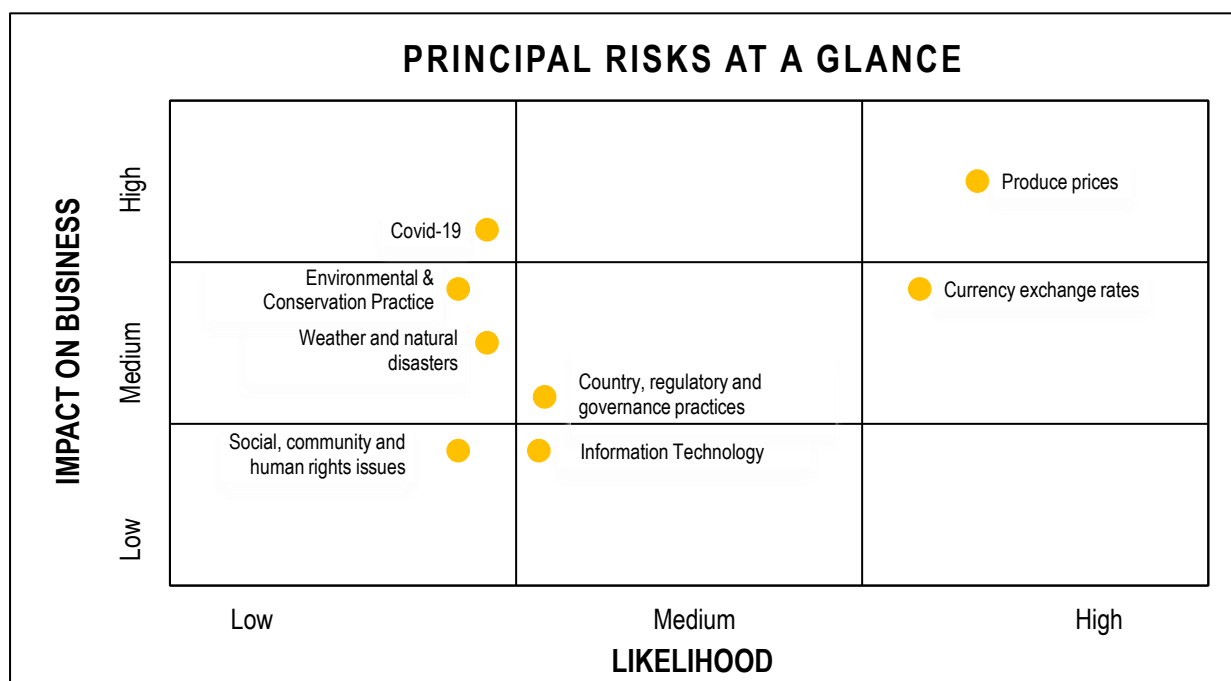 PRINCIPAL RISKS AT A GLANCE
IMPACT ON BUSINESS
High
Medium
Low
Produce prices
Covid-19
Environmental &
Conservation Practice
Currency exchange rates
Weather and natural
disasters
Country, regulatory and
governance practices
Social, community and
human rights issues
Information Technology
Low
Medium
High
LIKELIHOOD